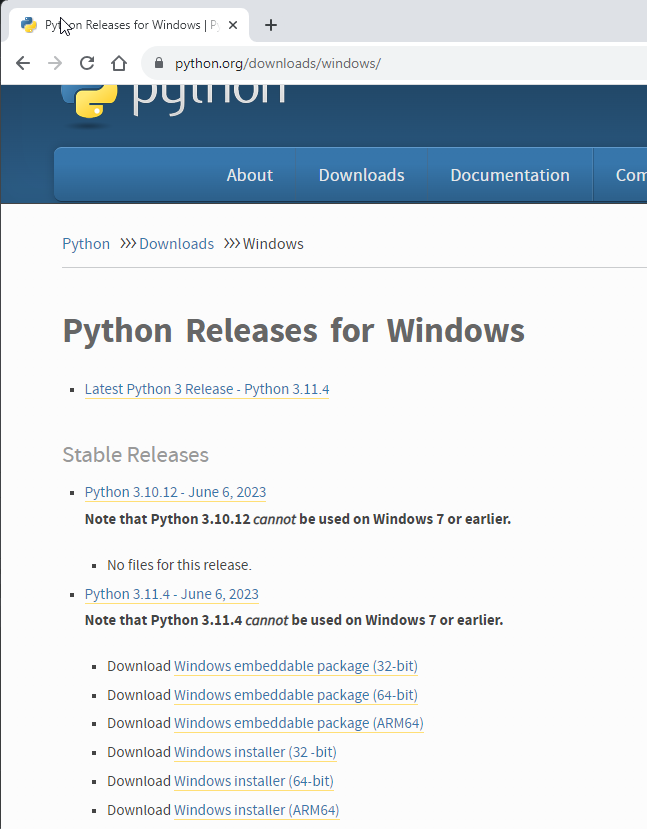 Python Releases for Windows | Py
python.org/downloads/windows/
python
About Downloads Documentation Com
Python >>> Downloads >>> Windows
Python Releases for Windows
Latest Python 3 Release - Python 3.11.4
Stable Releases
Python 3.10.12 - June 6, 2023
Note that Python 3.10.12 cannot be used on Windows 7 or earlier.
No files for this release.
Python 3.11.4 - June 6, 2023
Note that Python 3.11.4 cannot be used on Windows 7 or earlier.
Download Windows embeddable package (32-bit)
Download Windows embeddable package (64-bit)
Download Windows embeddable package (ARM64)
Download Windows installer (32 -bit)
Download Windows installer (64-bit)
Download Windows installer (ARM64)